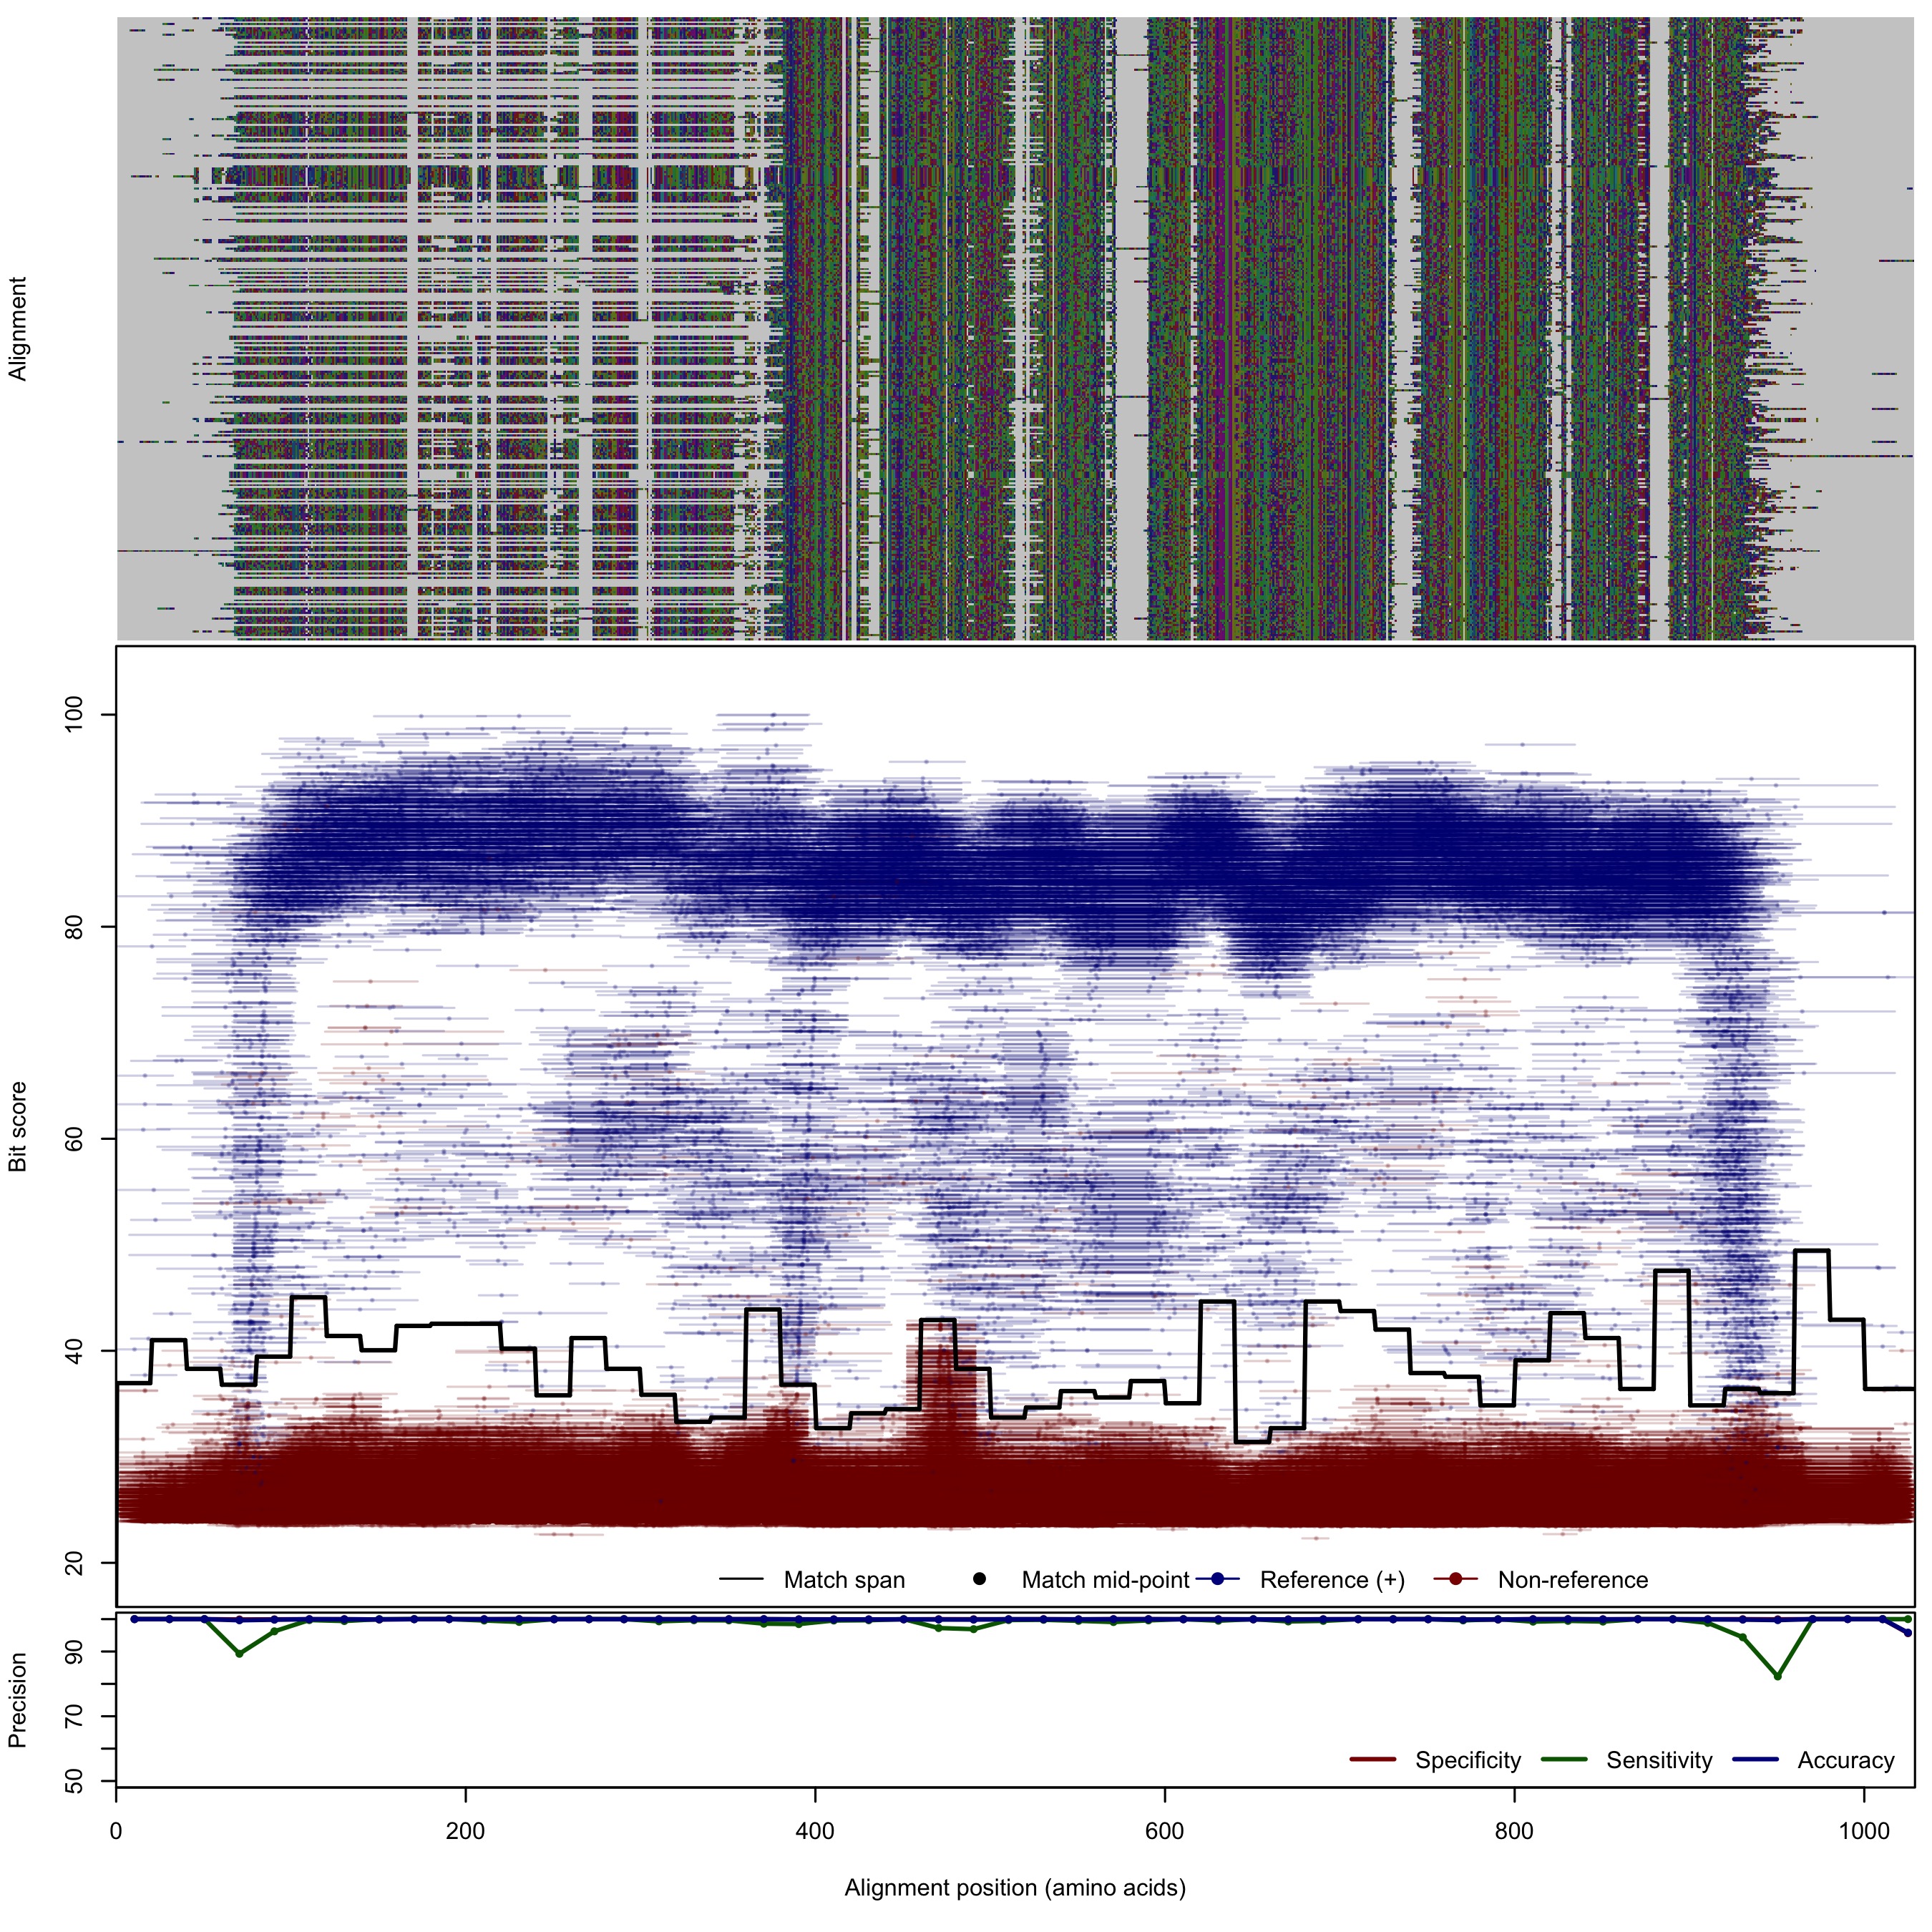 Alignment
100
80
60
40
20
Bit score
Match span Match mid-point Reference (+) Non-reference
90
70
50
Precision
Specificity Sensitivity Accuracy
0 200 400 600 800 1000
Alignment position (amino acids)